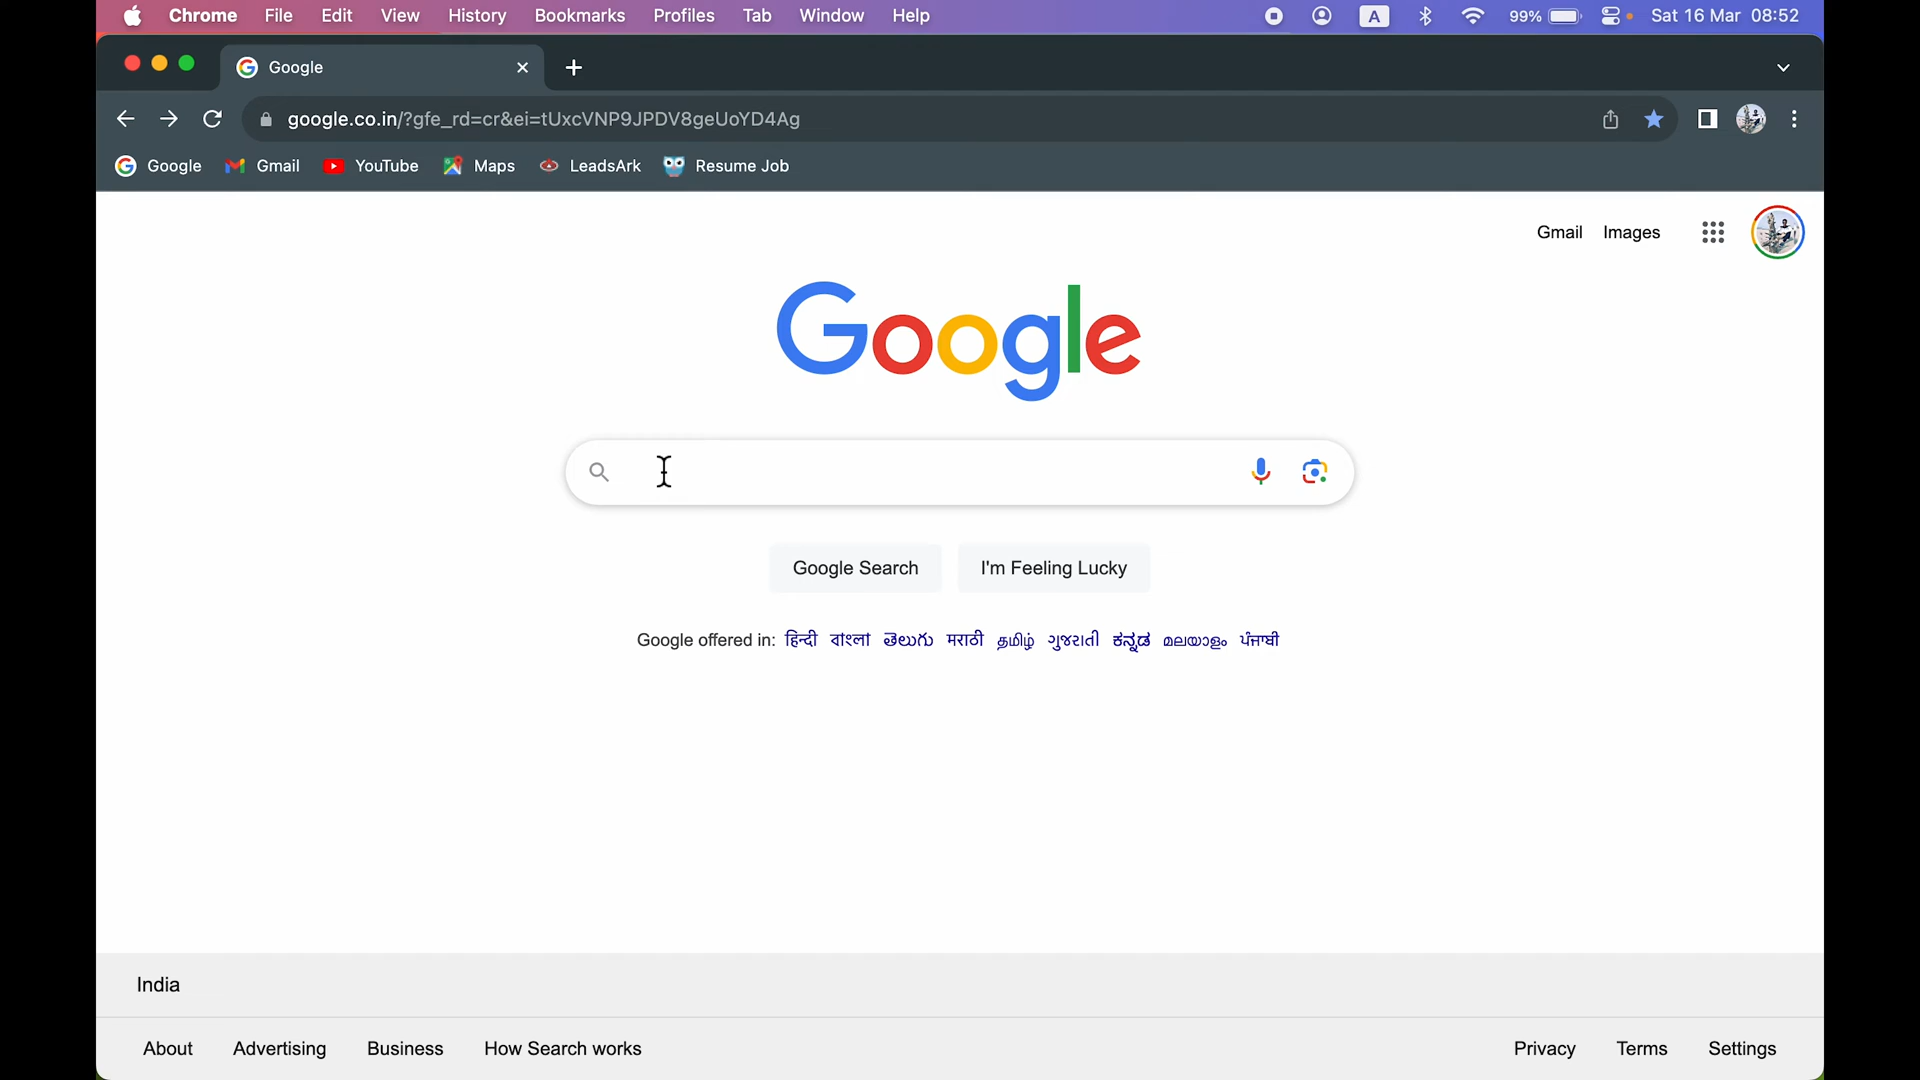 Chrome File Edit View History Bookmarks Profiles Tab Window Help A 99% Sat 16 Mar 08:52
Google
google.co.in/?gfe_rd=cr&ei=tUxcVNP9JPDV8geUoYD4Ag
Google Gmail YouTube Maps LeadsArk Resume Job
Gmail Images
Google
Google Search I'm Feeling Lucky
Google offered in: हिन्दी বাংলা తెలుగు मराठी தமிழ் ગુજરાતી ಕನ್ನಡ മലയാളം ਪੰਜਾਬੀ
India
About Advertising Business How Search works Privacy Terms Settings